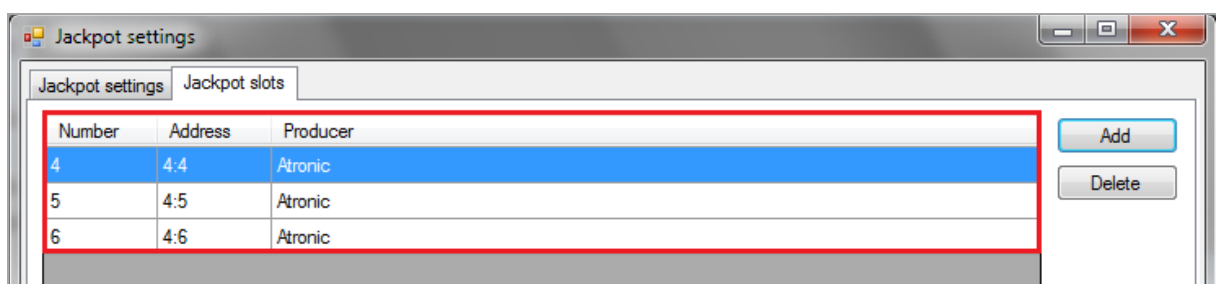 Jackpot settings
Jackpot settings Jackpot slots
Number Address Producer
Add
4 4:4 Atronic
Delete
5 4:5 Atronic
6 4:6 Atronic